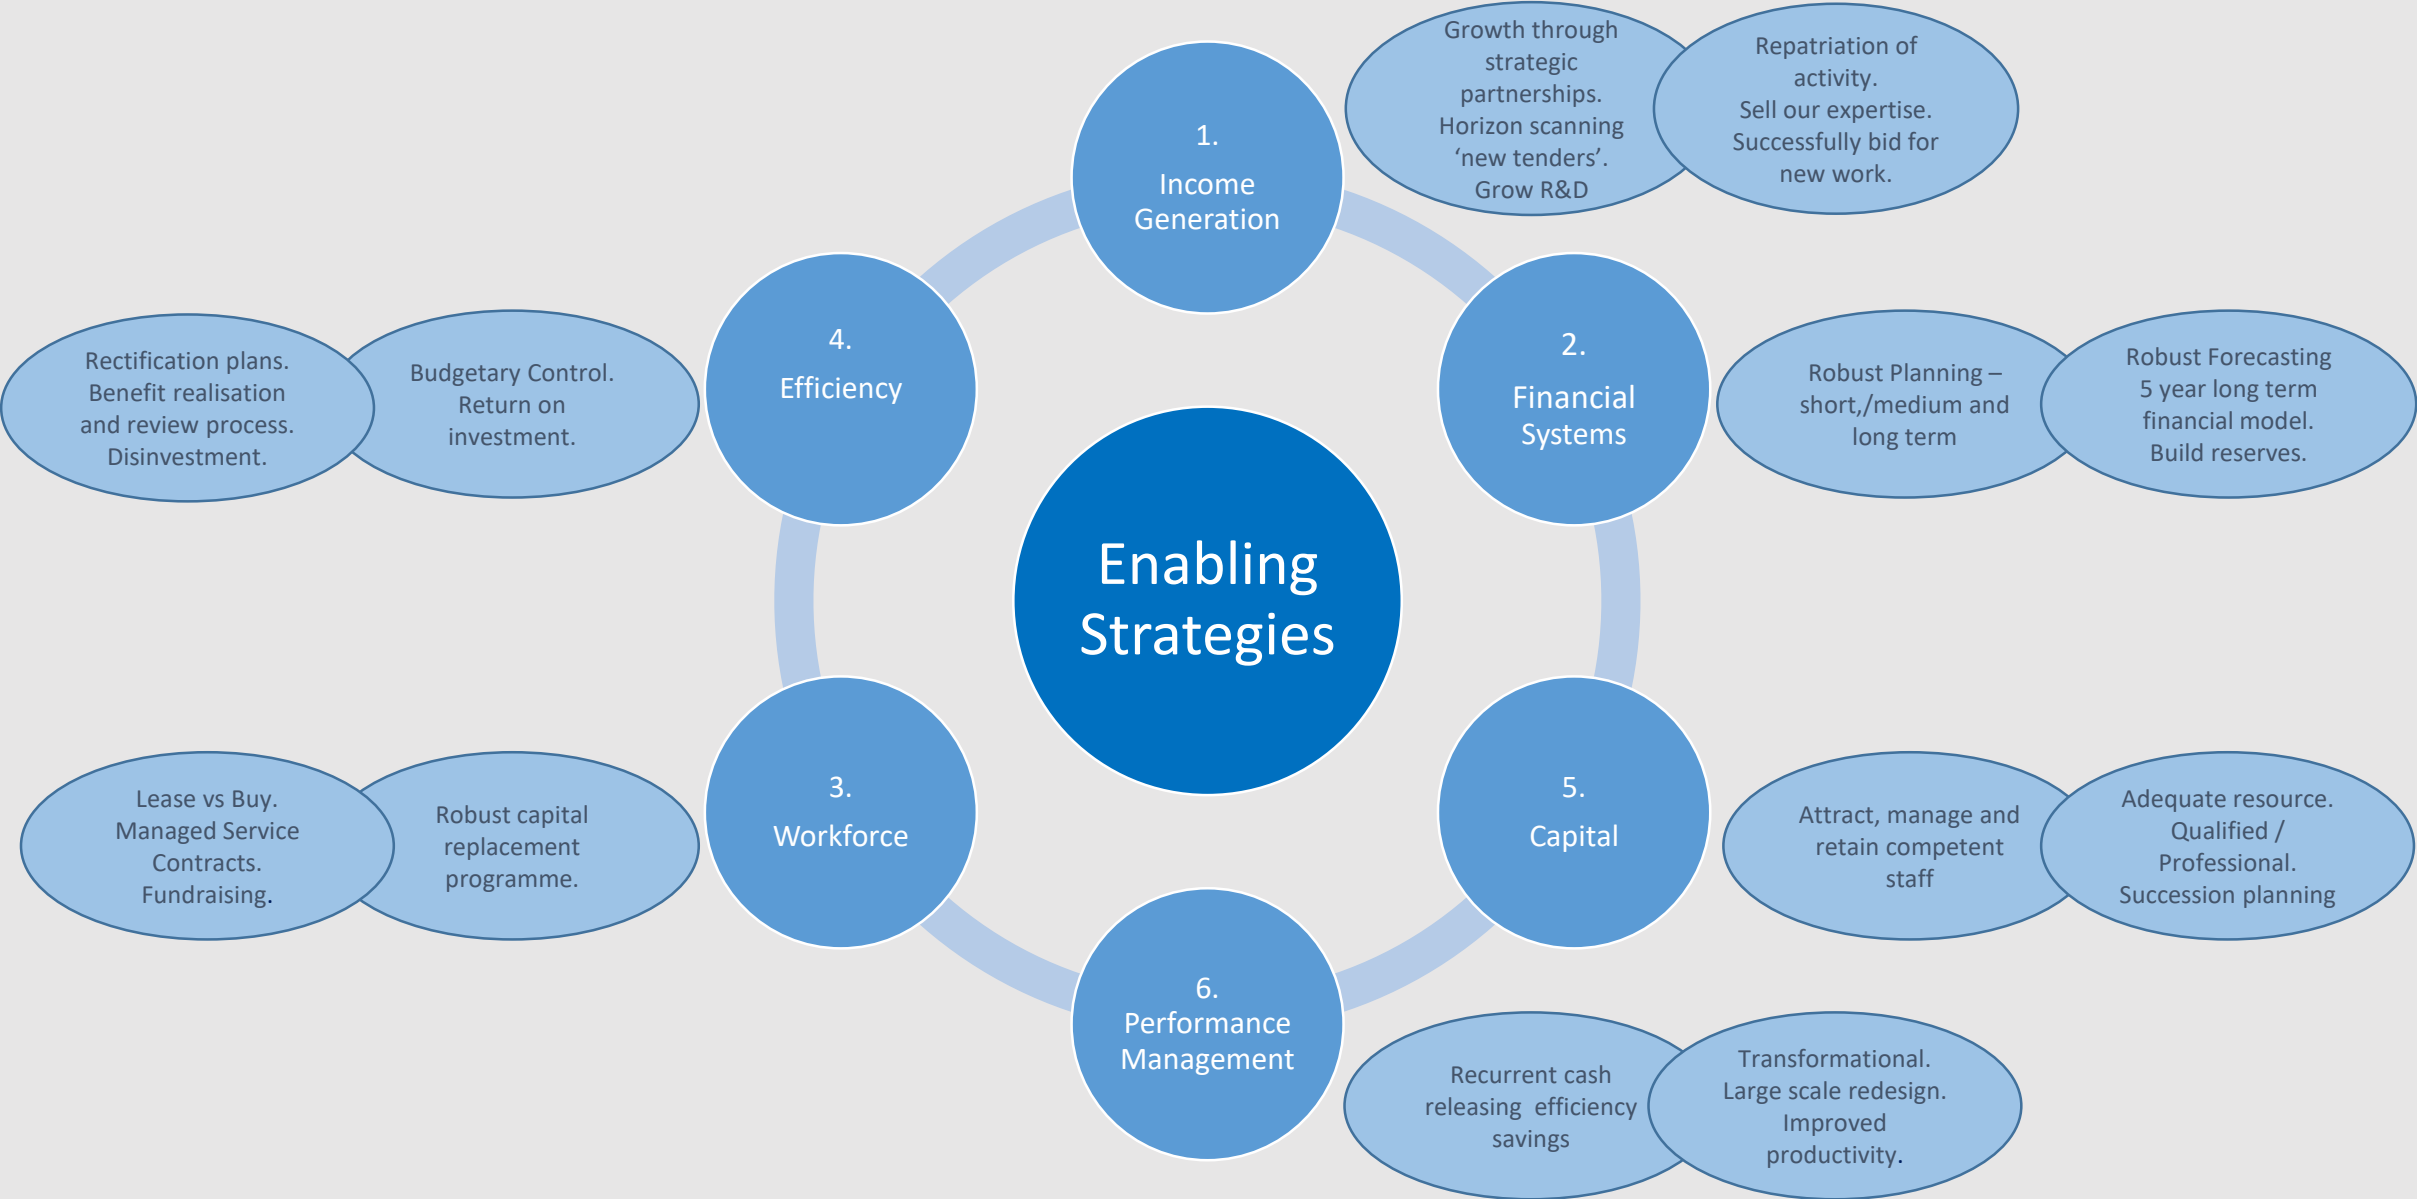 Growth through
strategic
partnerships.
Horizon scanning
‘new tenders’.
Grow R&D
Repatriation of
activity.
Sell our expertise.
Successfully bid for
new work.
1.
Income
Generation
4.
Efficiency
2.
Financial
Systems
Rectification plans.
Benefit realisation
and review process.
Disinvestment.
Budgetary Control.
Return on
investment.
Robust Planning –
short,/medium and
long term
Robust Forecasting
5 year long term
financial model.
Build reserves.
Enabling
Strategies
Lease vs Buy.
Managed Service
Contracts.
Fundraising.
Robust capital
replacement
programme.
3.
Workforce
5.
Capital
Attract, manage and
retain competent
staff
Adequate resource.
Qualified /
Professional.
Succession planning
6.
Performance
Management
Recurrent cash
releasing  efficiency
savings
Transformational.
Large scale redesign.
Improved
productivity.